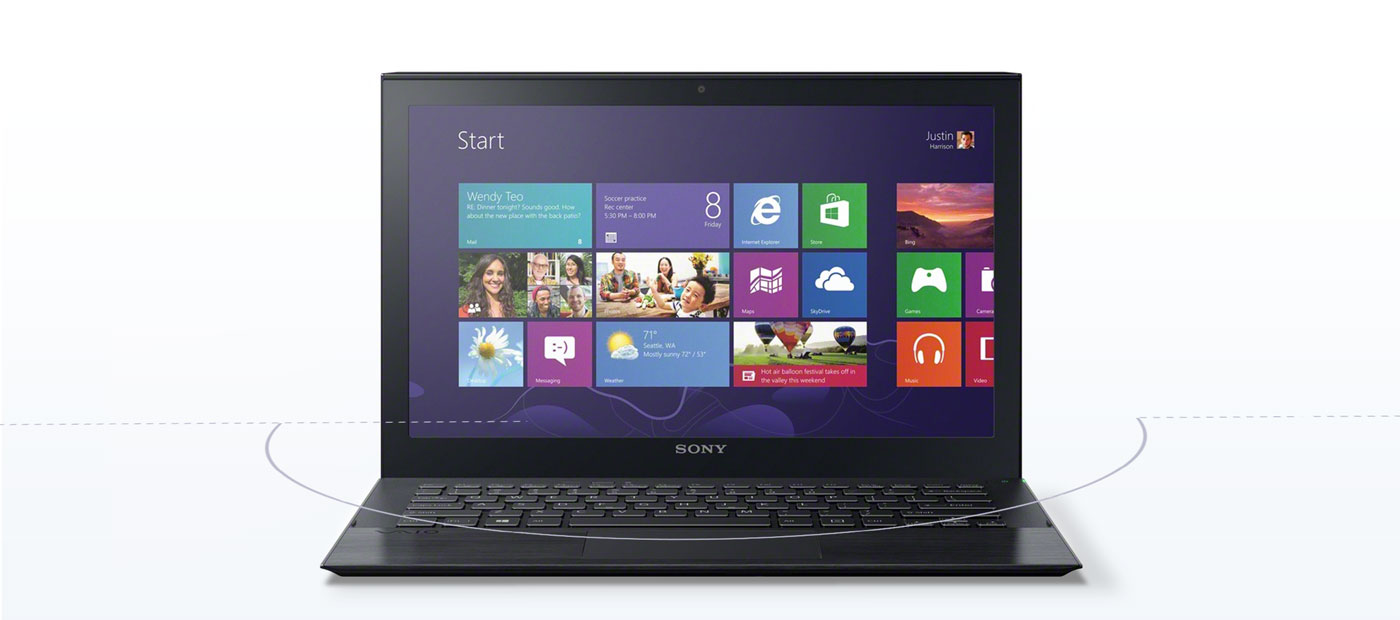 Start
Justin
Harrison
Wendy Teo
RE: Dinner tonight? Sounds good. How
about the new place with the back patio?
Mail
8
Soccer practice
Rec center
5:30 PM – 8:00 PM
8
Friday
Internet Explorer
Store
Bing
Maps
SkyDrive
Games
Camera
Desktop
Messaging
71°
Seattle, WA
Mostly sunny 72° / 53°
Weather
Hot air balloon festival takes off in
the valley this weekend
Music
Video
SONY
VAIO